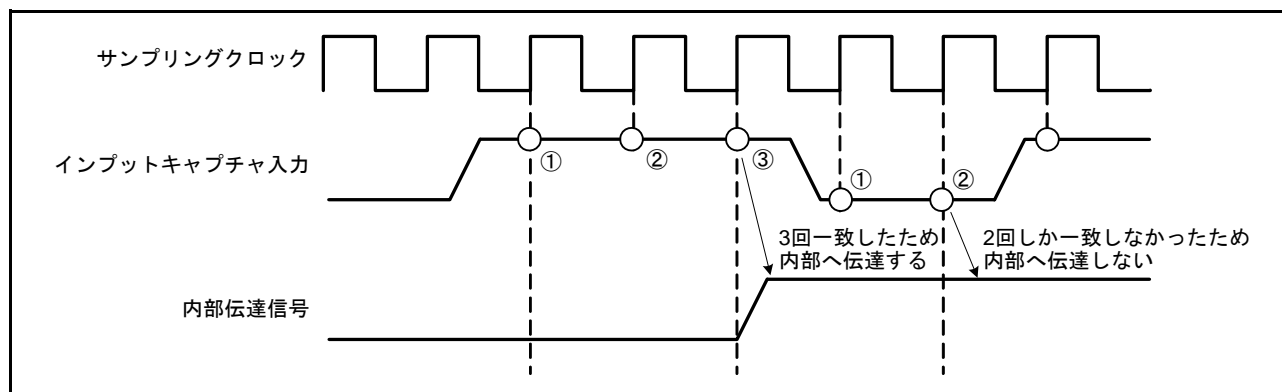 サンプリングクロック
インプットキャプチャ入力
①
②
③
①
②
3回一致したため
内部へ伝達する
2回しか一致しなかったため
内部へ伝達しない
内部伝達信号